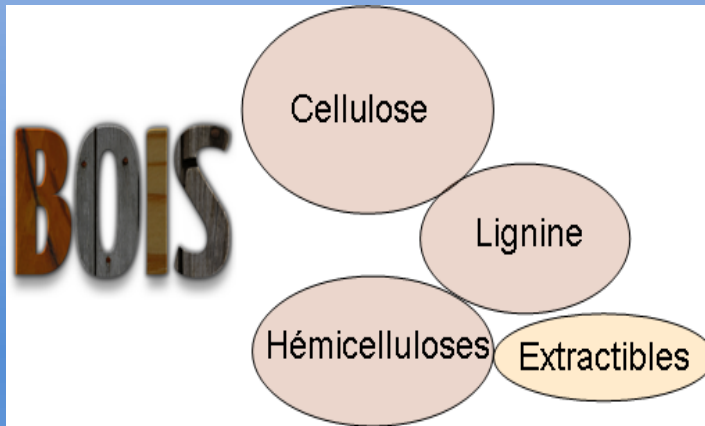 BOIS
Cellulose
Lignine
Hémicelluloses
Extractibles